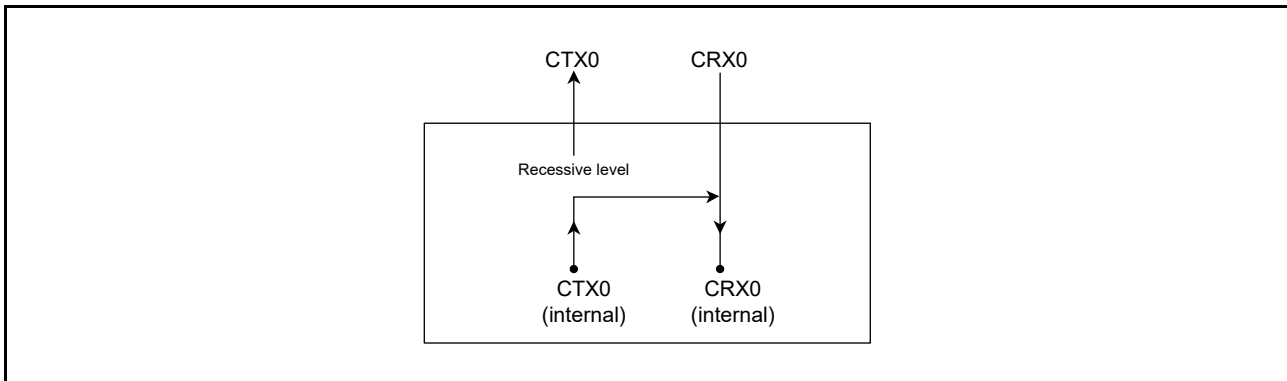 CTX0 CRX0
Recessive level
CTX0 CRX0
(internal) (internal)